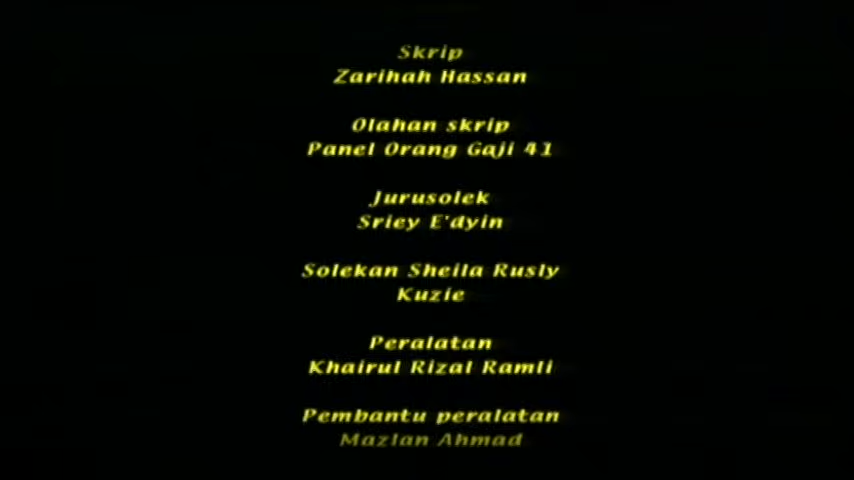 Skrip
Zarihah Hassan
Olahan skrip
Panel Orang Gaji 41
Jurusolek
Sriey E'dyin
Solekan Sheila Rusly
Kuzie
Peralatan
Khairul Rizal Ramli
Pembantu peralatan
Mazlan Ahmad